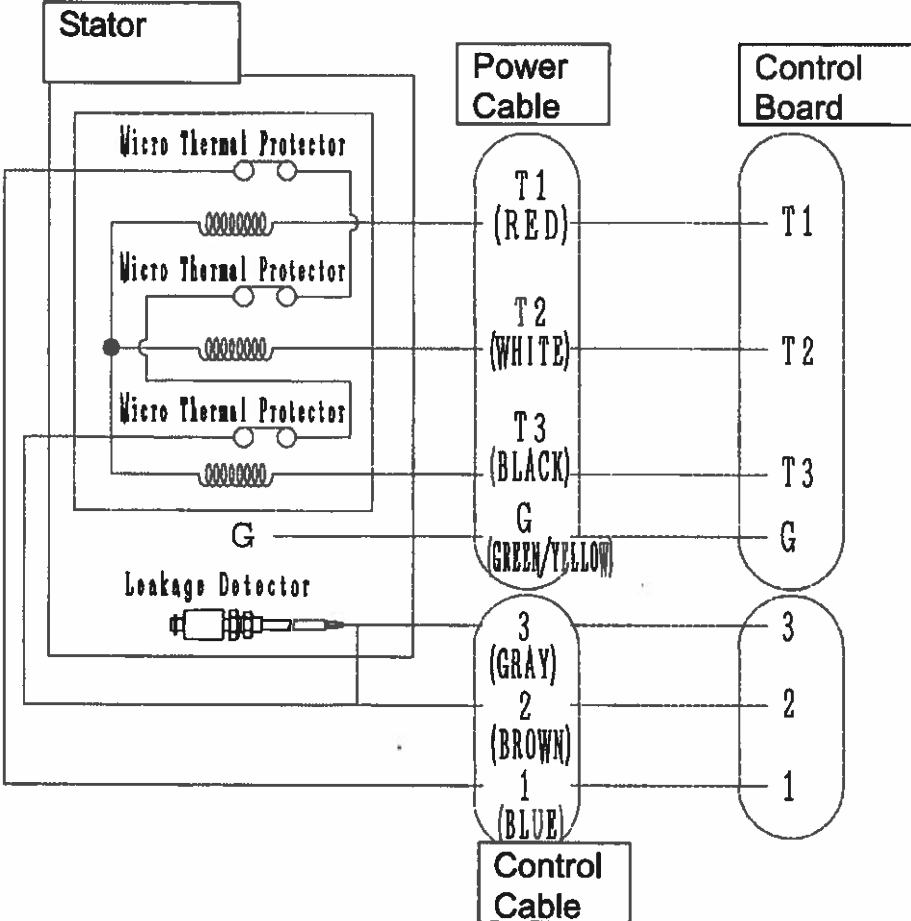 Stator
Power
Cable
Control
Board
Micro Thermal Protector
T1
(RED)
T1
Micro Thermal Protector
T2
(WHITE)
T2
Micro Thermal Protector
T3
(BLACK)
T3
G
G
(GREEN/YELLOW)
G
Leakage Detector
3
(GRAY)
3
2
(BROWN)
2
1
(BLUE)
1
Control
Cable